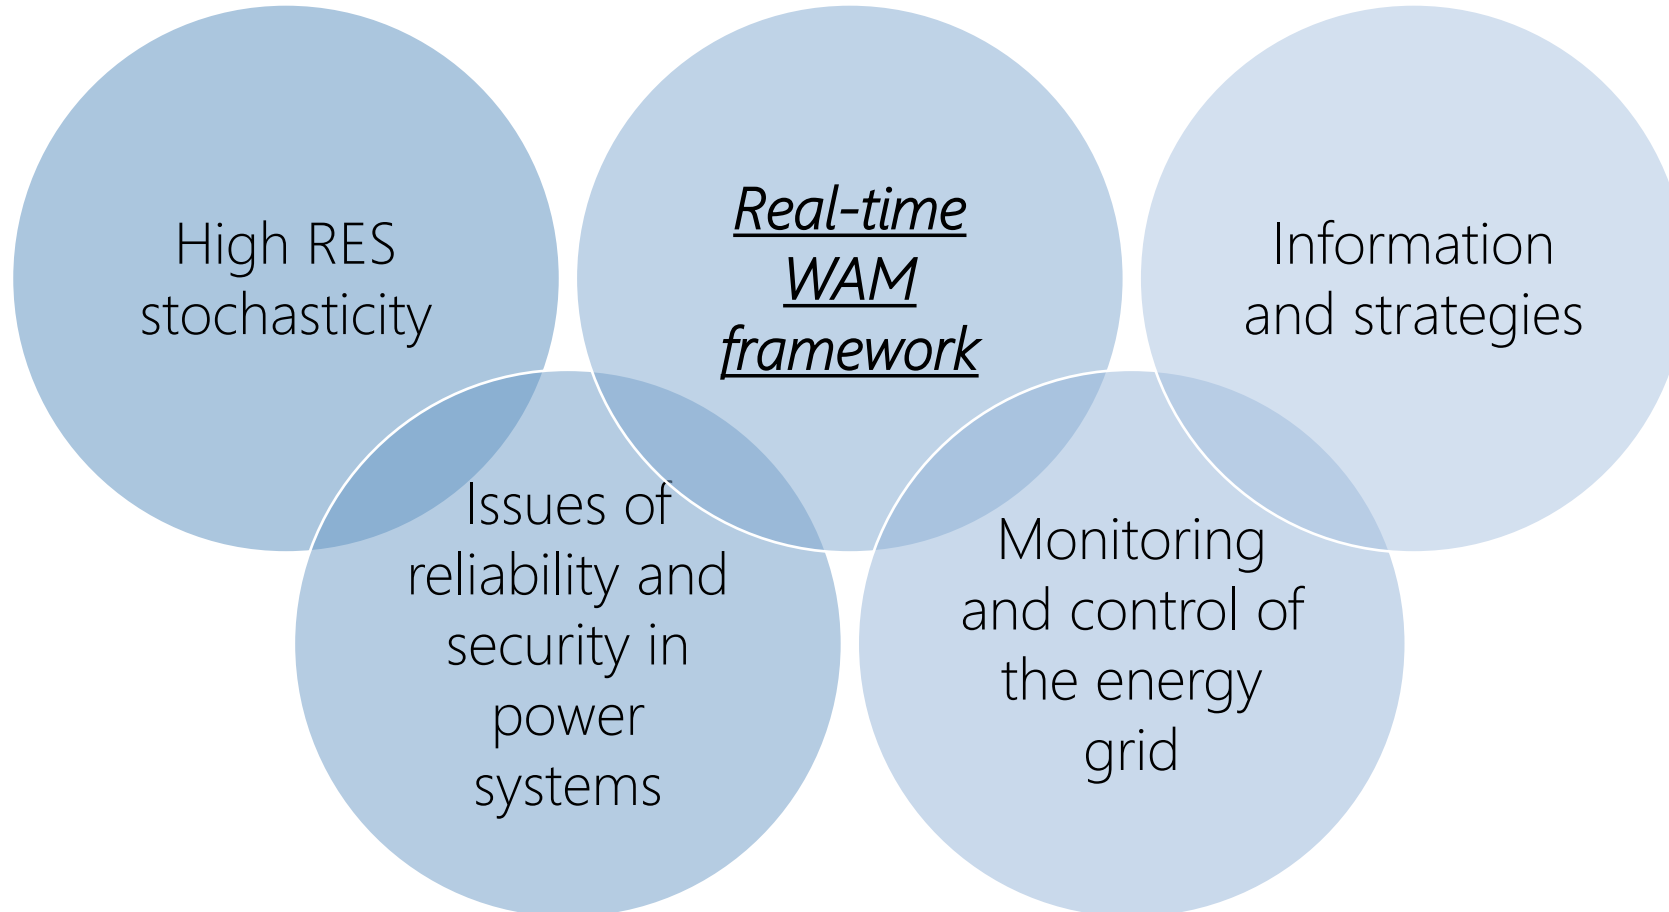 High RES
stochasticity
Issues of
reliability and
security in
power
systems
Real-time
WAM
framework
Monitoring
and control of
the energy
grid
Information
and strategies